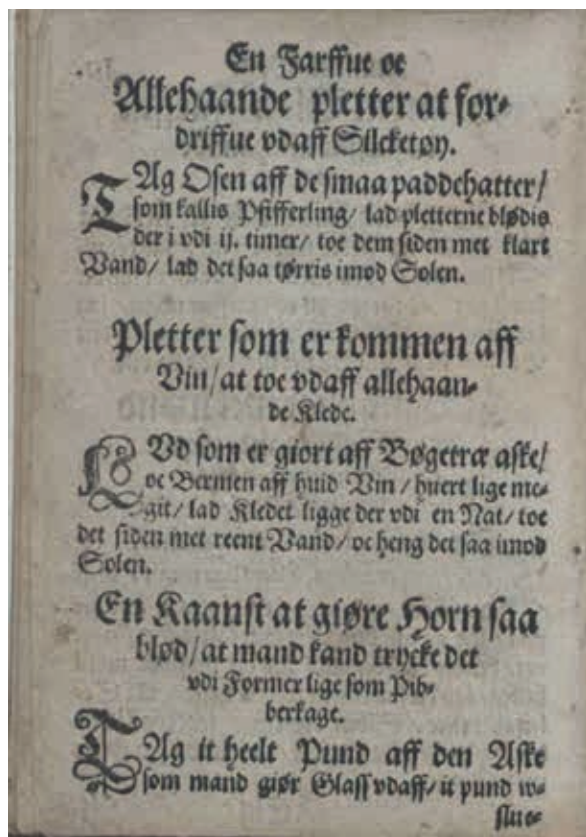 En Farffue oc
Allehaande pletter at for-
driffue vdaff Silcketøy.
TAg Osen aff de smaa paddehatter/
som kallis Pfifferling/ lad pletterne blødis
der i vdi ij. timer/ toe dem siden met klart
Vand/ lad det saa tørris imod Solen.
Pletter som er kommen aff
Vin/ at toe vdaff allehaan-
de Klede.
LVd som er giort aff Bøgetræ aske/
oc Bermen aff huid Vin/ huert lige me-
git/ lad Kledet ligge der vdi en Nat/ toe
det siden met reent Vand/ oc heng det saa imod
Solen.
En Kaanst at giøre Horn saa
blød/ at mand kand trycke det
vdi Former lige som Pib-
berkage.
TAg it heelt Pund aff den Aske
som mand giør Glass vdaff/ it pund w-
slue-